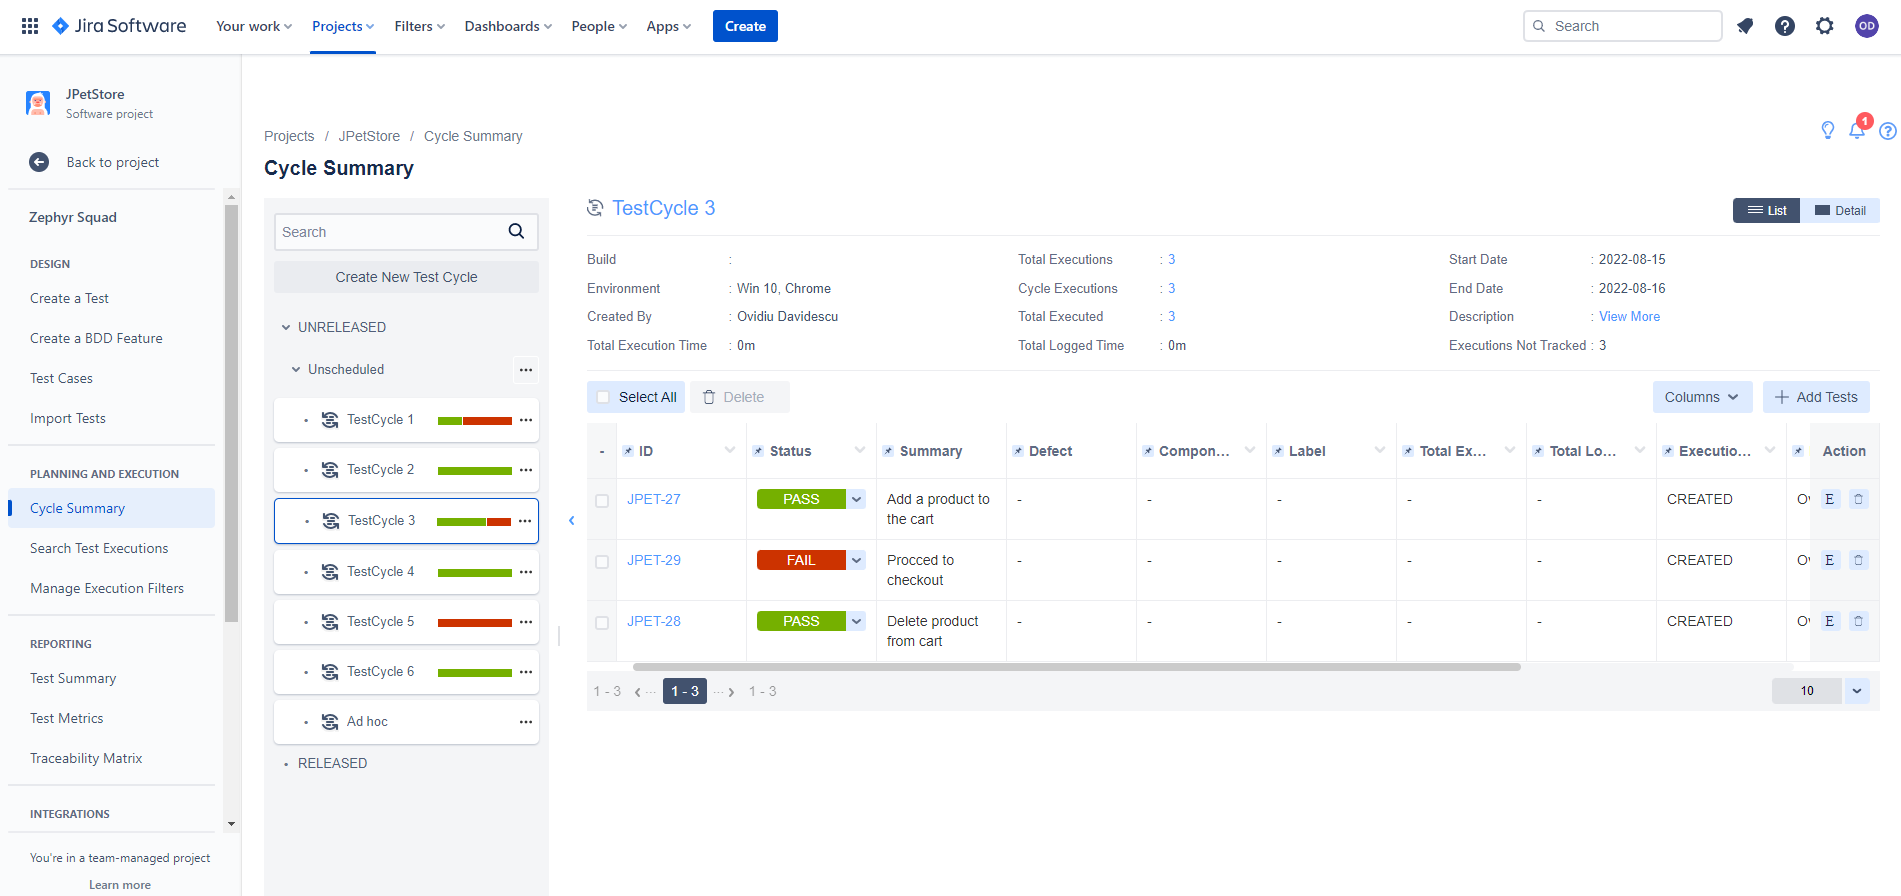 Jira Software
Your work
Projects
Filters
Dashboards
People
Apps
Create
Search
OD
JPetStore
Software project
Back to project
Zephyr Squad
DESIGN
Create a Test
Create a BDD Feature
Test Cases
Import Tests
PLANNING AND EXECUTION
Cycle Summary
Search Test Executions
Manage Execution Filters
REPORTING
Test Summary
Test Metrics
Traceability Matrix
INTEGRATIONS
You're in a team-managed project
Learn more
Projects / JPetStore / Cycle Summary
1
Cycle Summary
Search
Create New Test Cycle
UNRELEASED
Unscheduled
TestCycle 1
TestCycle 2
TestCycle 3
TestCycle 4
TestCycle 5
TestCycle 6
Ad hoc
RELEASED
TestCycle 3
List
Detail
Build :
Total Executions : 3
Start Date : 2022-08-15
Environment : Win 10, Chrome
Cycle Executions : 3
End Date : 2022-08-16
Created By : Ovidiu Davidescu
Total Executed : 3
Description : View More
Total Execution Time : 0m
Total Logged Time : 0m
Executions Not Tracked : 3
Select All
Delete
Columns
+ Add Tests
- ID Status Summary Defect Compon... Label Total Ex... Total Lo... Executio... Action
JPET-27 PASS Add a product to the cart - - - - - CREATED Ov E
JPET-29 FAIL Procced to checkout - - - - - CREATED Ov E
JPET-28 PASS Delete product from cart - - - - - CREATED Ov E
1 - 3 ... 1 - 3 ... 1 - 3
10